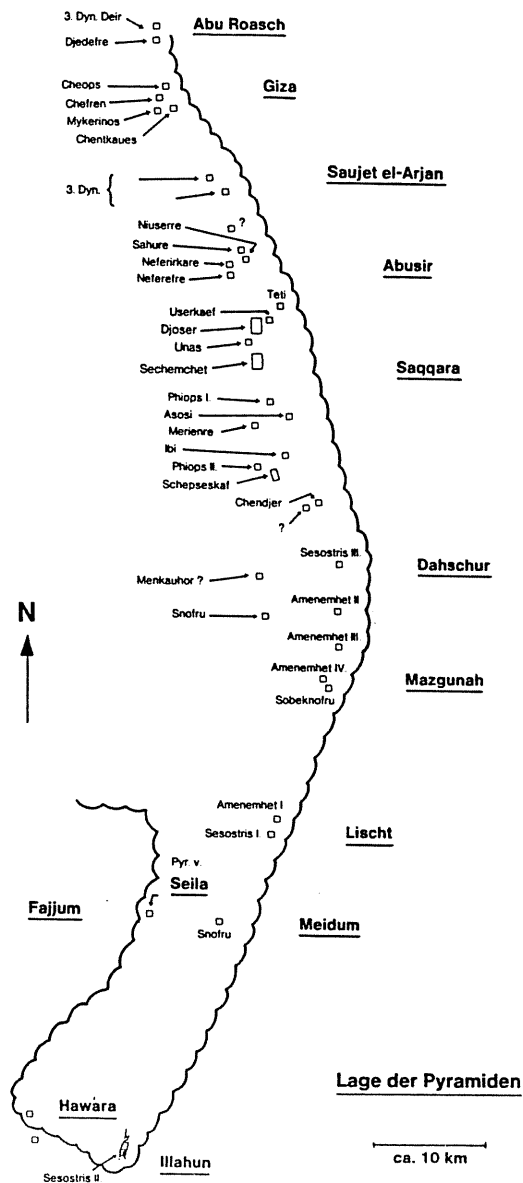 3. Dyn. Deir
Abu Roasch
Djedefre
Cheops
Giza
Chefren
Mykerinos
Chentkaues
Saujet el-Arjan
3. Dyn. {
Niuserre
?
Sahure
Neferirkare
Abusir
Neferefre
Teti
Userkaef
Djoser
Unas
Sechemchet
Saqqara
Phiops I.
Asosi
Merienre
Ibi
Phiops II.
Schepseskaf
Chendjer
?
Sesostris III.
Dahschur
Menkauhor ?
Amenemhet II
Snofru
N
Amenemhet III.
Amenemhet IV.
Mazgunah
Sobeknofru
Amenemhet I
Sesostris I.
Lischt
Pyr. v.
Seila
Fajjum
Snofru
Meidum
Lage der Pyramiden
Hawara
ca. 10 km
Illahun
Sesostris II